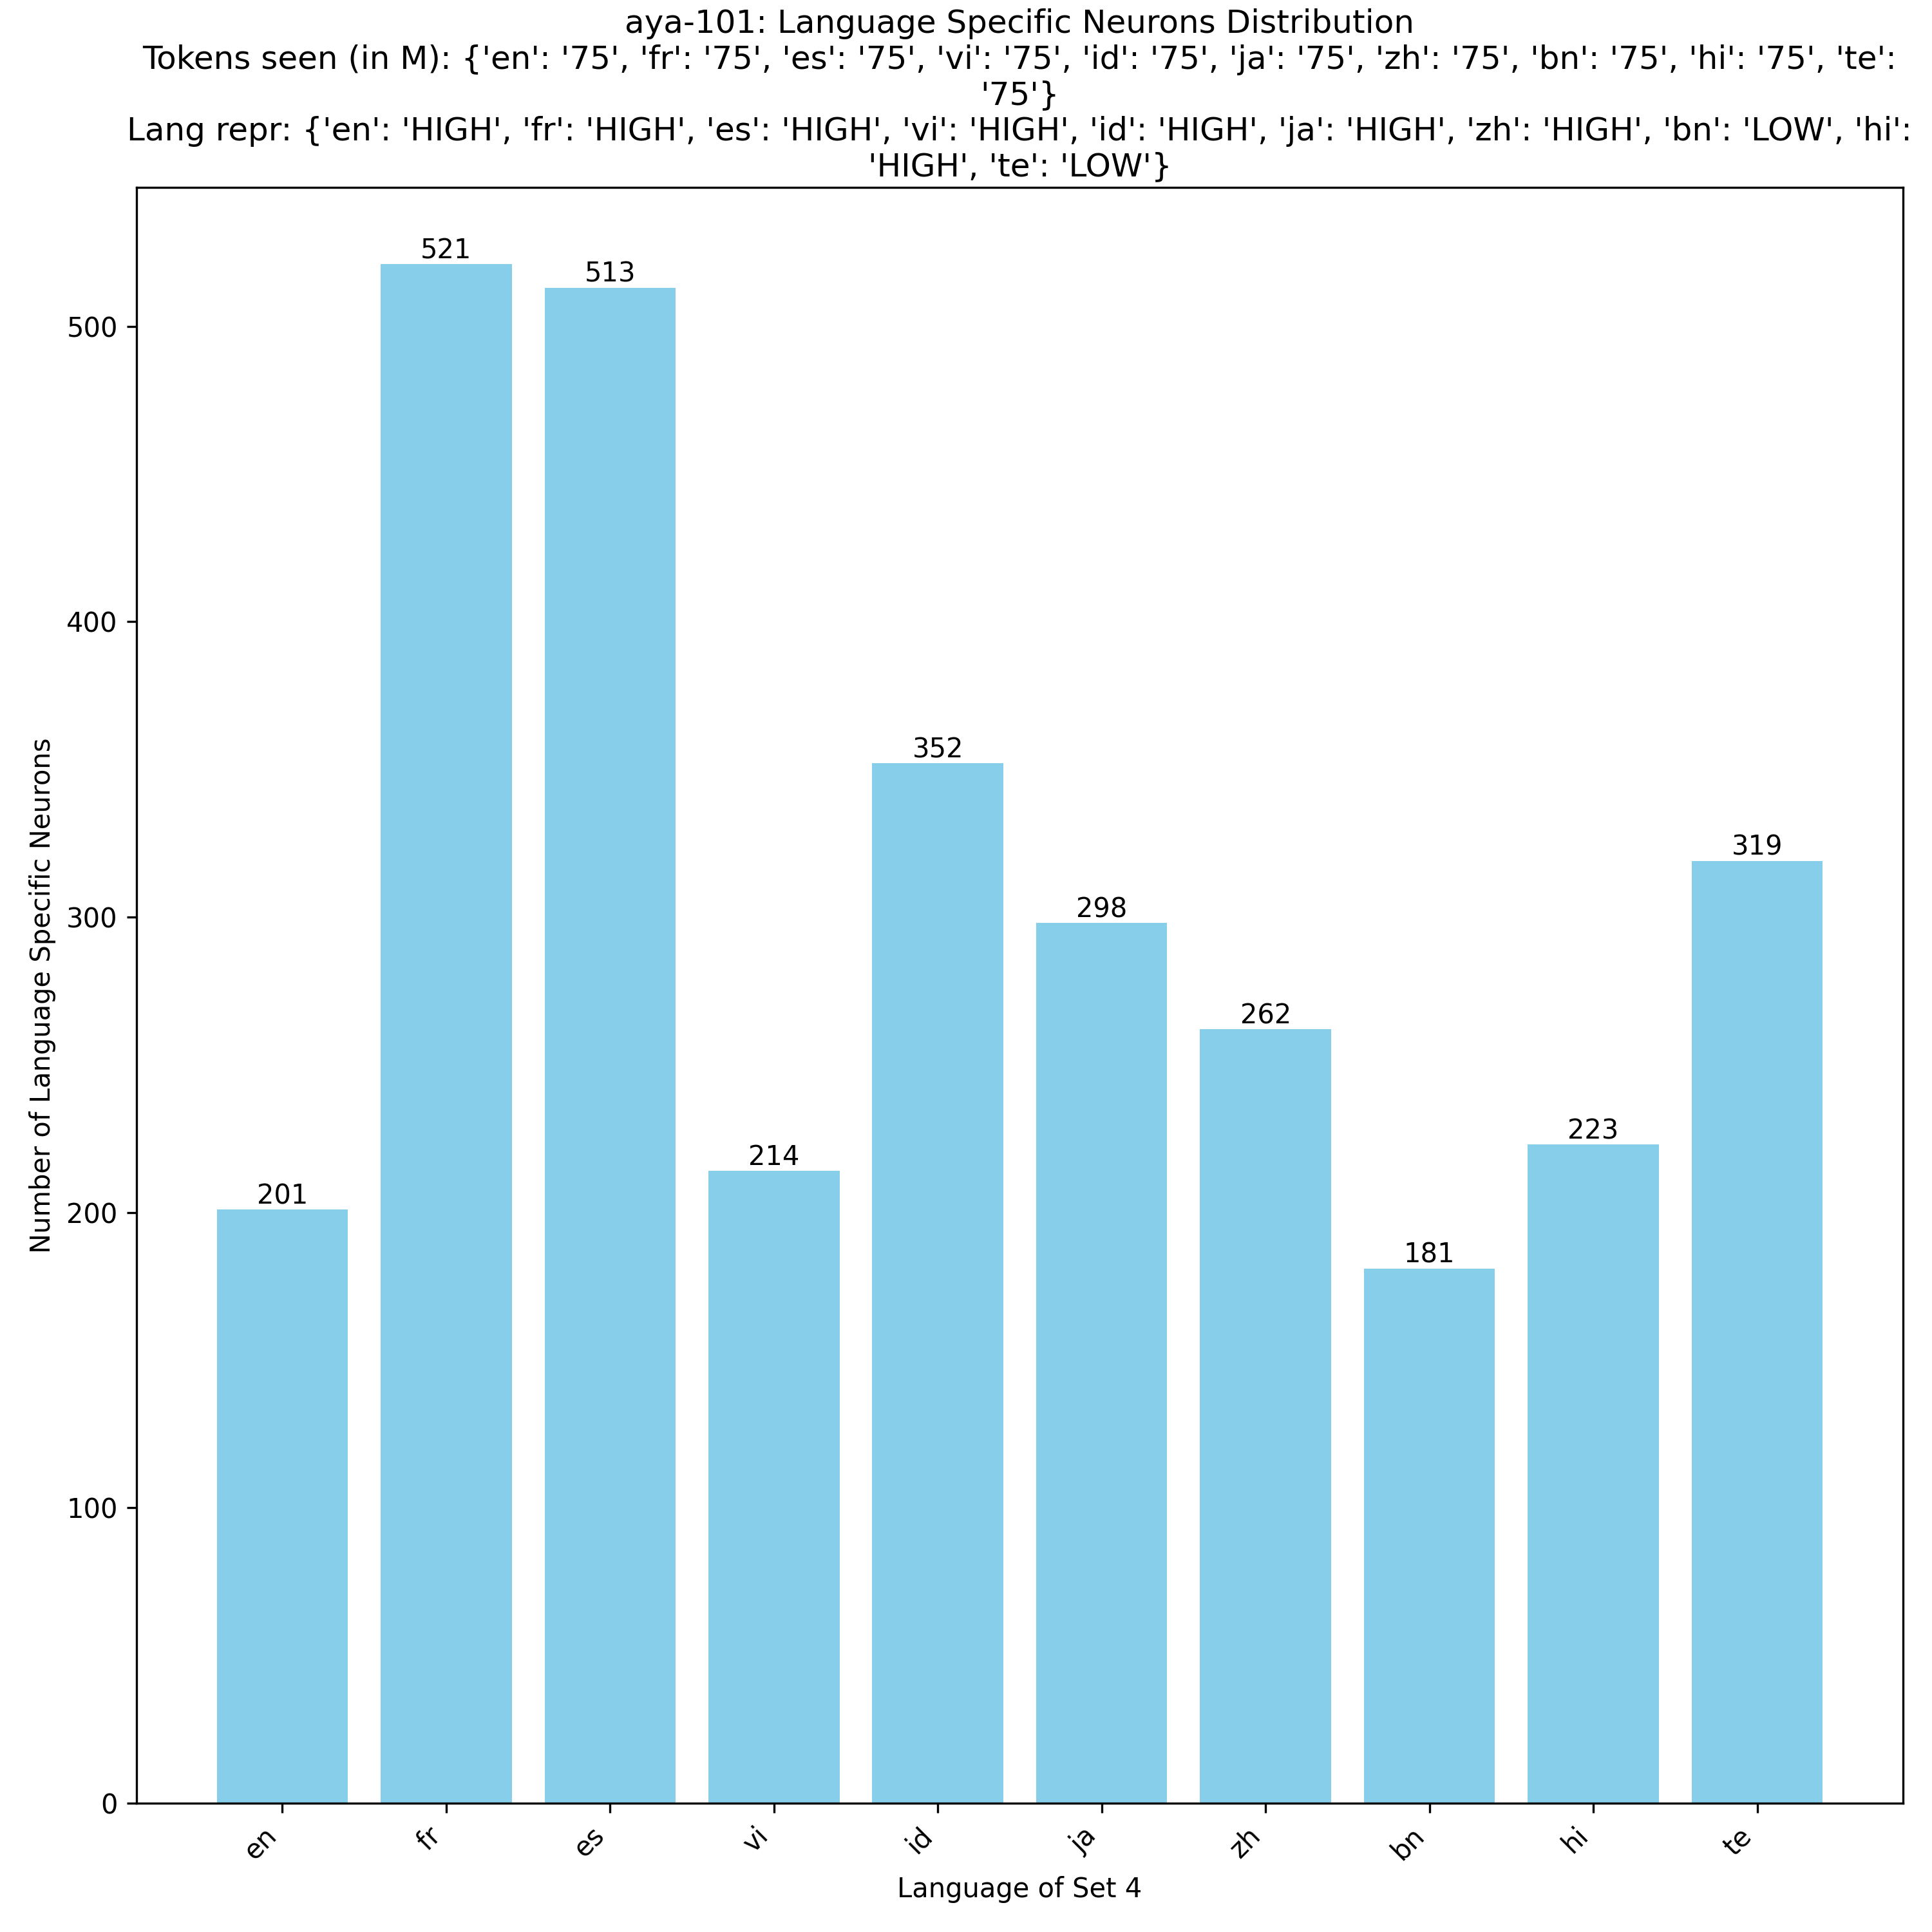 aya-101: Language Specific Neurons Distribution
Tokens seen (in M): {'en': '75', 'fr': '75', 'es': '75', 'vi': '75', 'id': '75', 'ja': '75', 'zh': '75', 'bn': '75', 'hi': '75', 'te':
'75'}
Lang repr: {'en': 'HIGH', 'fr': 'HIGH', 'es': 'HIGH', 'vi': 'HIGH', 'id': 'HIGH', 'ja': 'HIGH', 'zh': 'HIGH', 'bn': 'LOW', 'hi':
'HIGH', 'te': 'LOW'}
Number of Language Specific Neurons
500
400
300
200
100
0
201
521
513
214
352
298
262
181
223
319
en
fr
es
vi
id
ja
zh
bn
hi
te
Language of Set 4